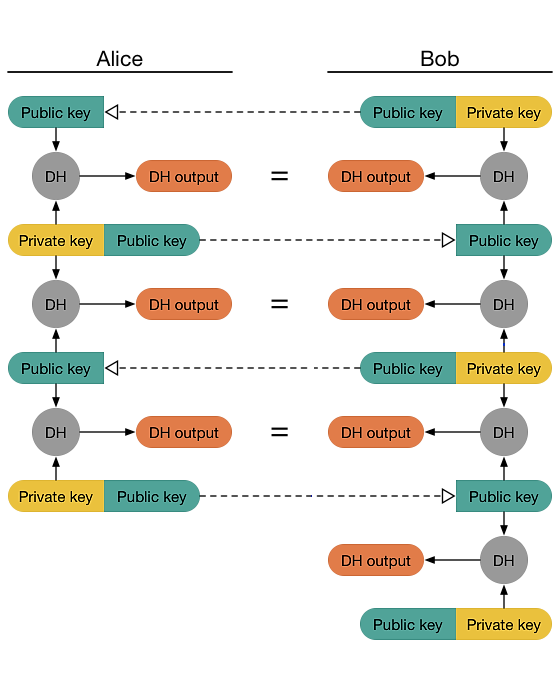 Alice
Bob
Public key
Public key
Private key
DH
DH output
=
DH output
DH
Private key
Public key
Public key
DH
DH output
=
DH output
DH
Public key
Public key
Private key
DH
DH output
=
DH output
DH
Private key
Public key
Public key
DH output
DH
Public key
Private key